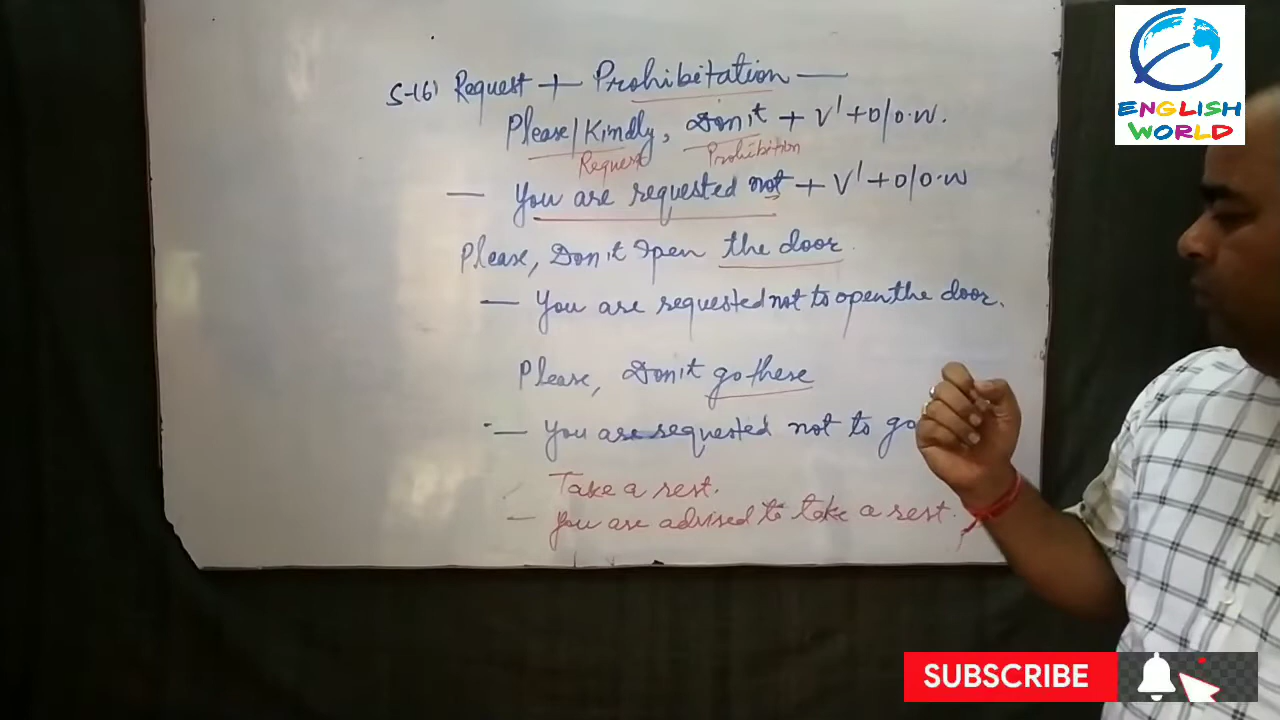 S-(6) Request + Prohibitation —
Please/Kindly, Don't + V¹ + O/O.W.
Request Prohibition
— You are requested not + V¹ + O/O.W
Please, Don't Open the door.
— You are requested not to open the door.
Please, Don't go there
— You are requested not to go
Take a rest.
— You are advised to take a rest.
ENGLISH
WORLD
SUBSCRIBE